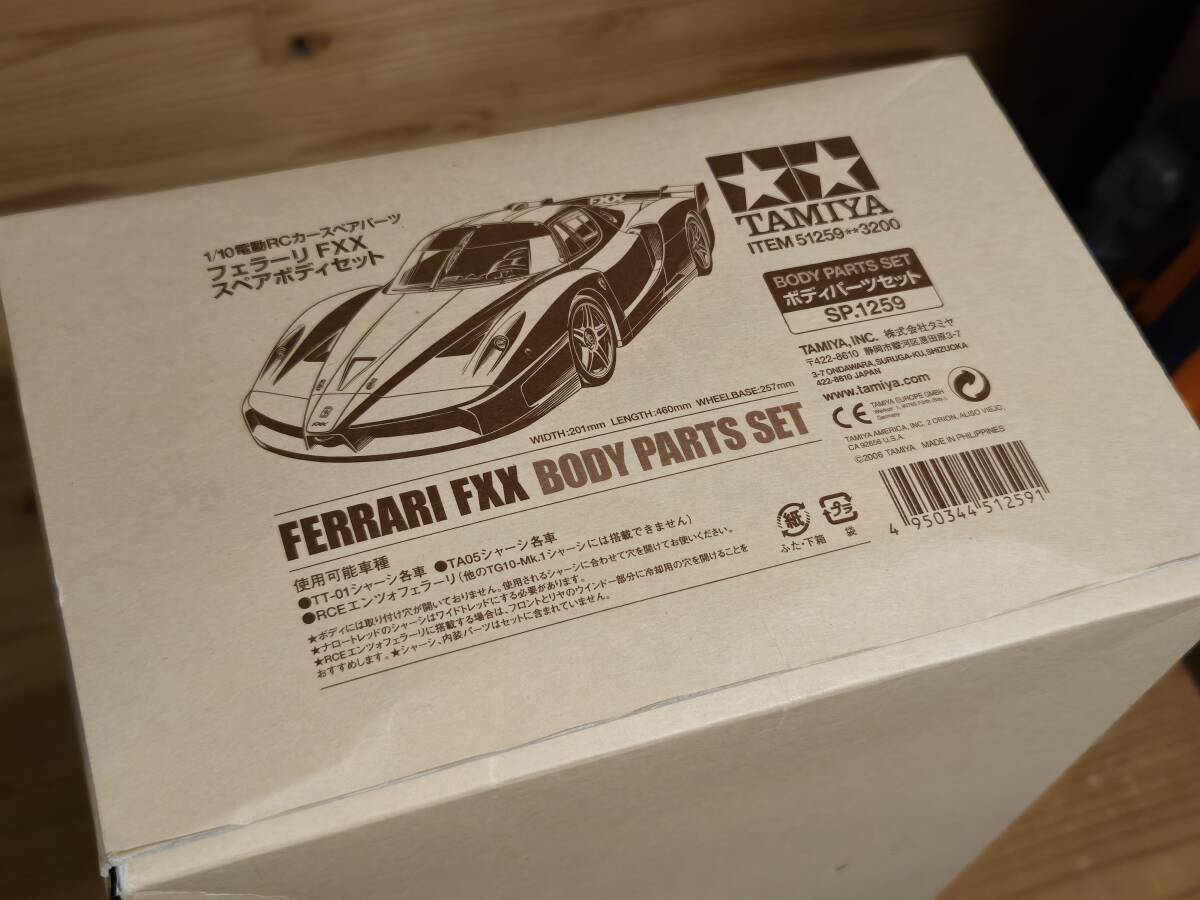 1/10電動RCカースペアパーツ
フェラーリ FXX
スペアボディセット
FXX
TAMIYA
ITEM 51259**3200
BODY PARTS SET
ボディパーツセット
SP.1259
TAMIYA, INC. 株式会社タミヤ
〒422-8610 静岡市駿河区恩田原3-7
3-7 ONDAWARA, SURUGA-KU, SHIZUOKA
422-8610 JAPAN
www.tamiya.com
CE
TAMIYA EUROPE GMBH
Germany
TAMIYA AMERICA, INC. 2 ORION, ALISO VIEJO,
CA 92656 U.S.A.
©2006 TAMIYA MADE IN PHILIPPINES
4 950344 512591
WIDTH:201mm LENGTH:460mm WHEELBASE:257mm
FERRARI FXX BODY PARTS SET
使用可能車種
●TT-01シャーシ各車 ●TA05シャーシ各車
●RCEエンツォフェラーリ(他のTG10-Mk.1シャーシには搭載できません)
★ボディには取り付け穴が開いておりません。使用されるシャーシに合わせて穴を開けてお使いください。
★ナロートレッドのシャーシはワイドトレッドにする必要があります。
★RCEエンツォフェラーリに搭載する場合は、フロントとリヤのウインドー部分に冷却用の穴を開けることを
おすすめします。★シャーシ、内装パーツはセットに含まれていません。
紙
ふた・下箱
プラ
袋